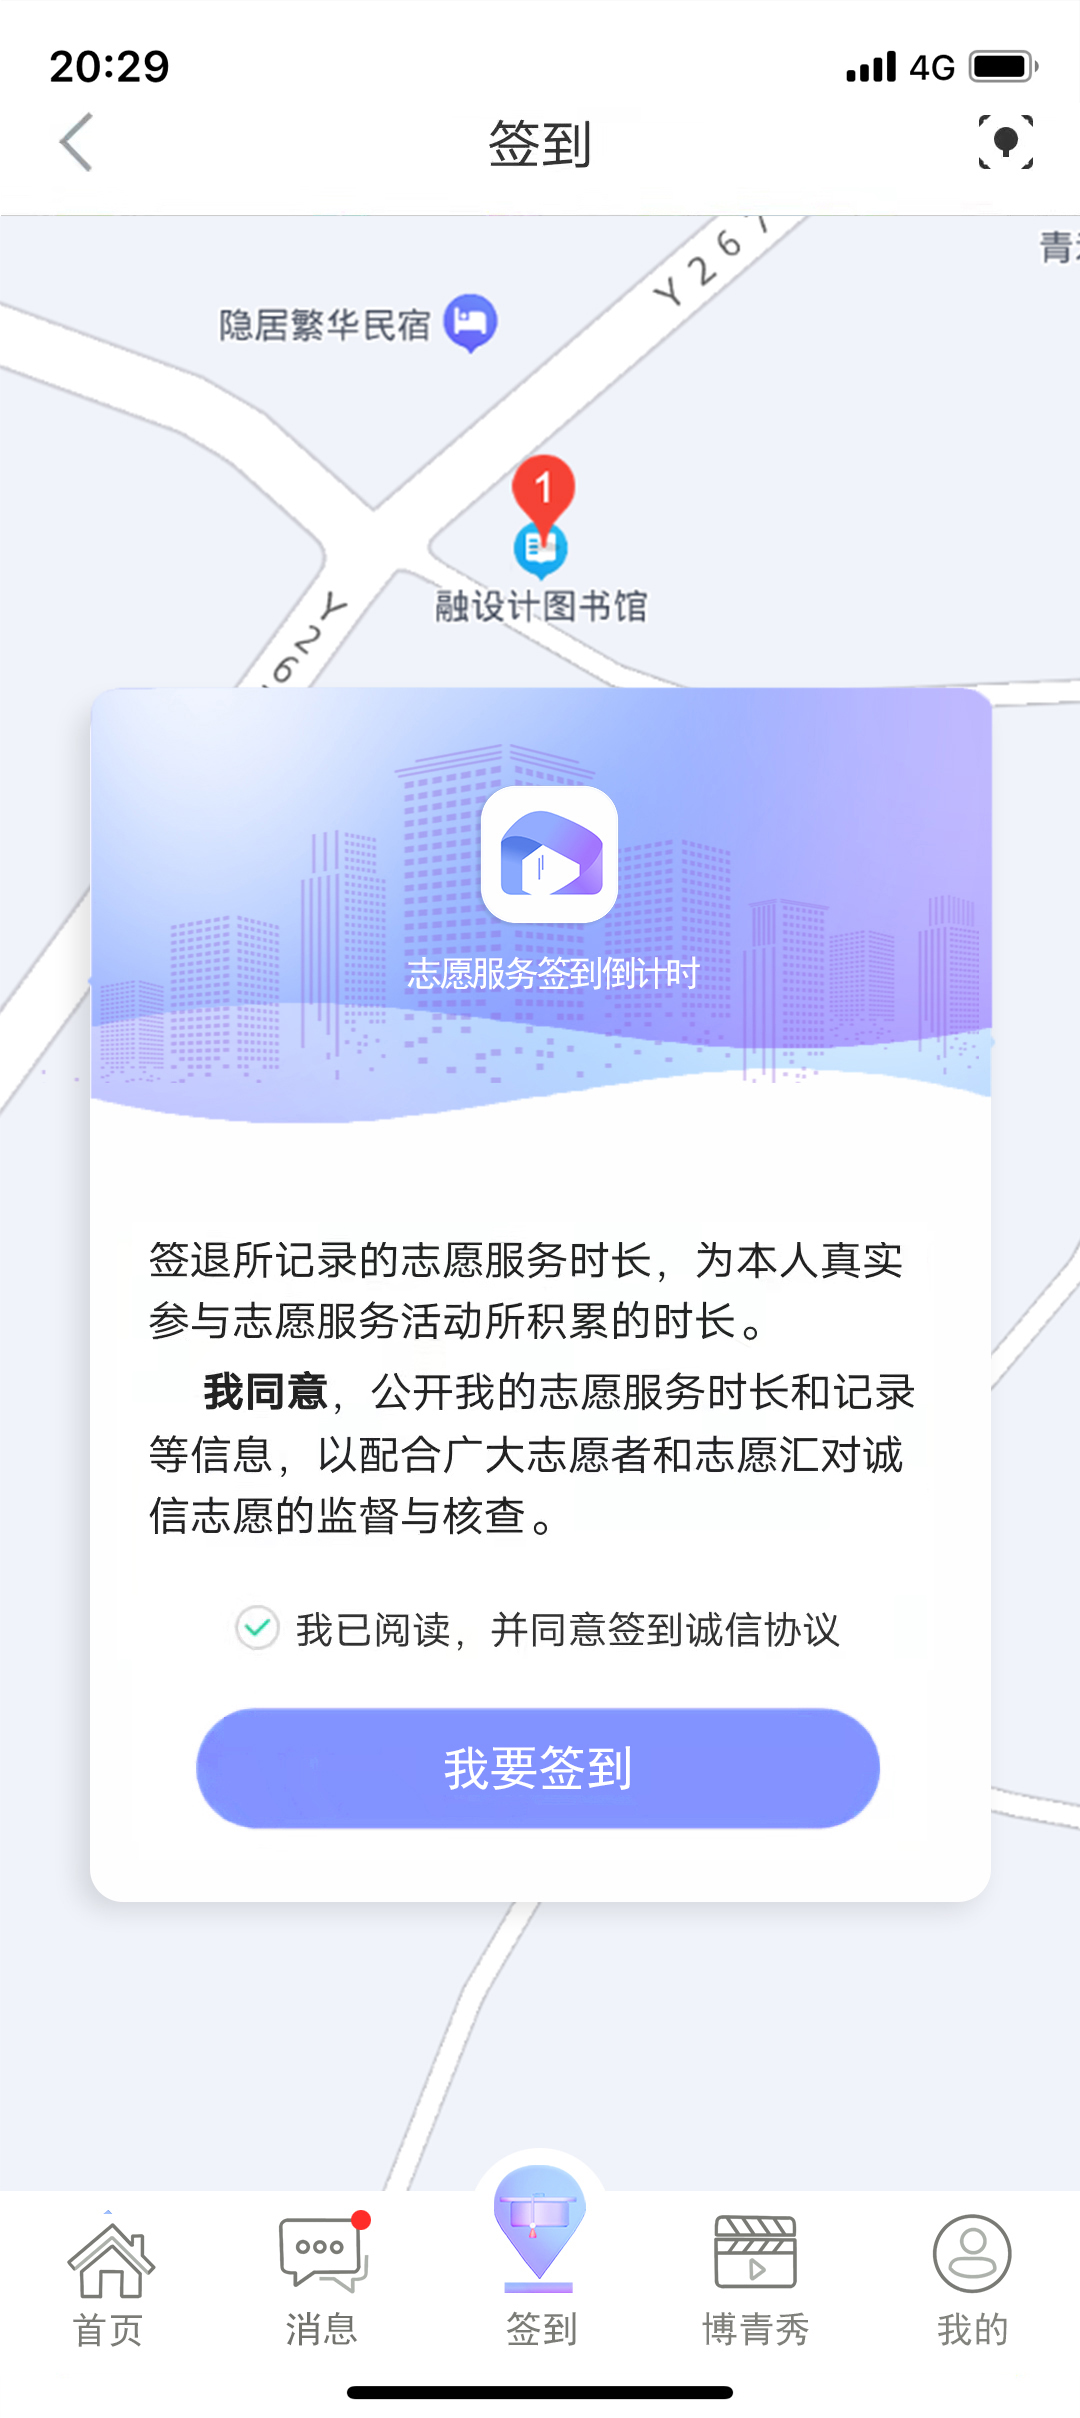 20:29
4G
签到
Y267
青
隐居繁华民宿
1
融设计图书馆
Y26
志愿服务签到倒计时
签退所记录的志愿服务时长，为本人真实
参与志愿服务活动所积累的时长。
我同意，公开我的志愿服务时长和记录
等信息，以配合广大志愿者和志愿汇对诚
信志愿的监督与核查。
我已阅读，并同意签到诚信协议
我要签到
首页
消息
签到
博青秀
我的